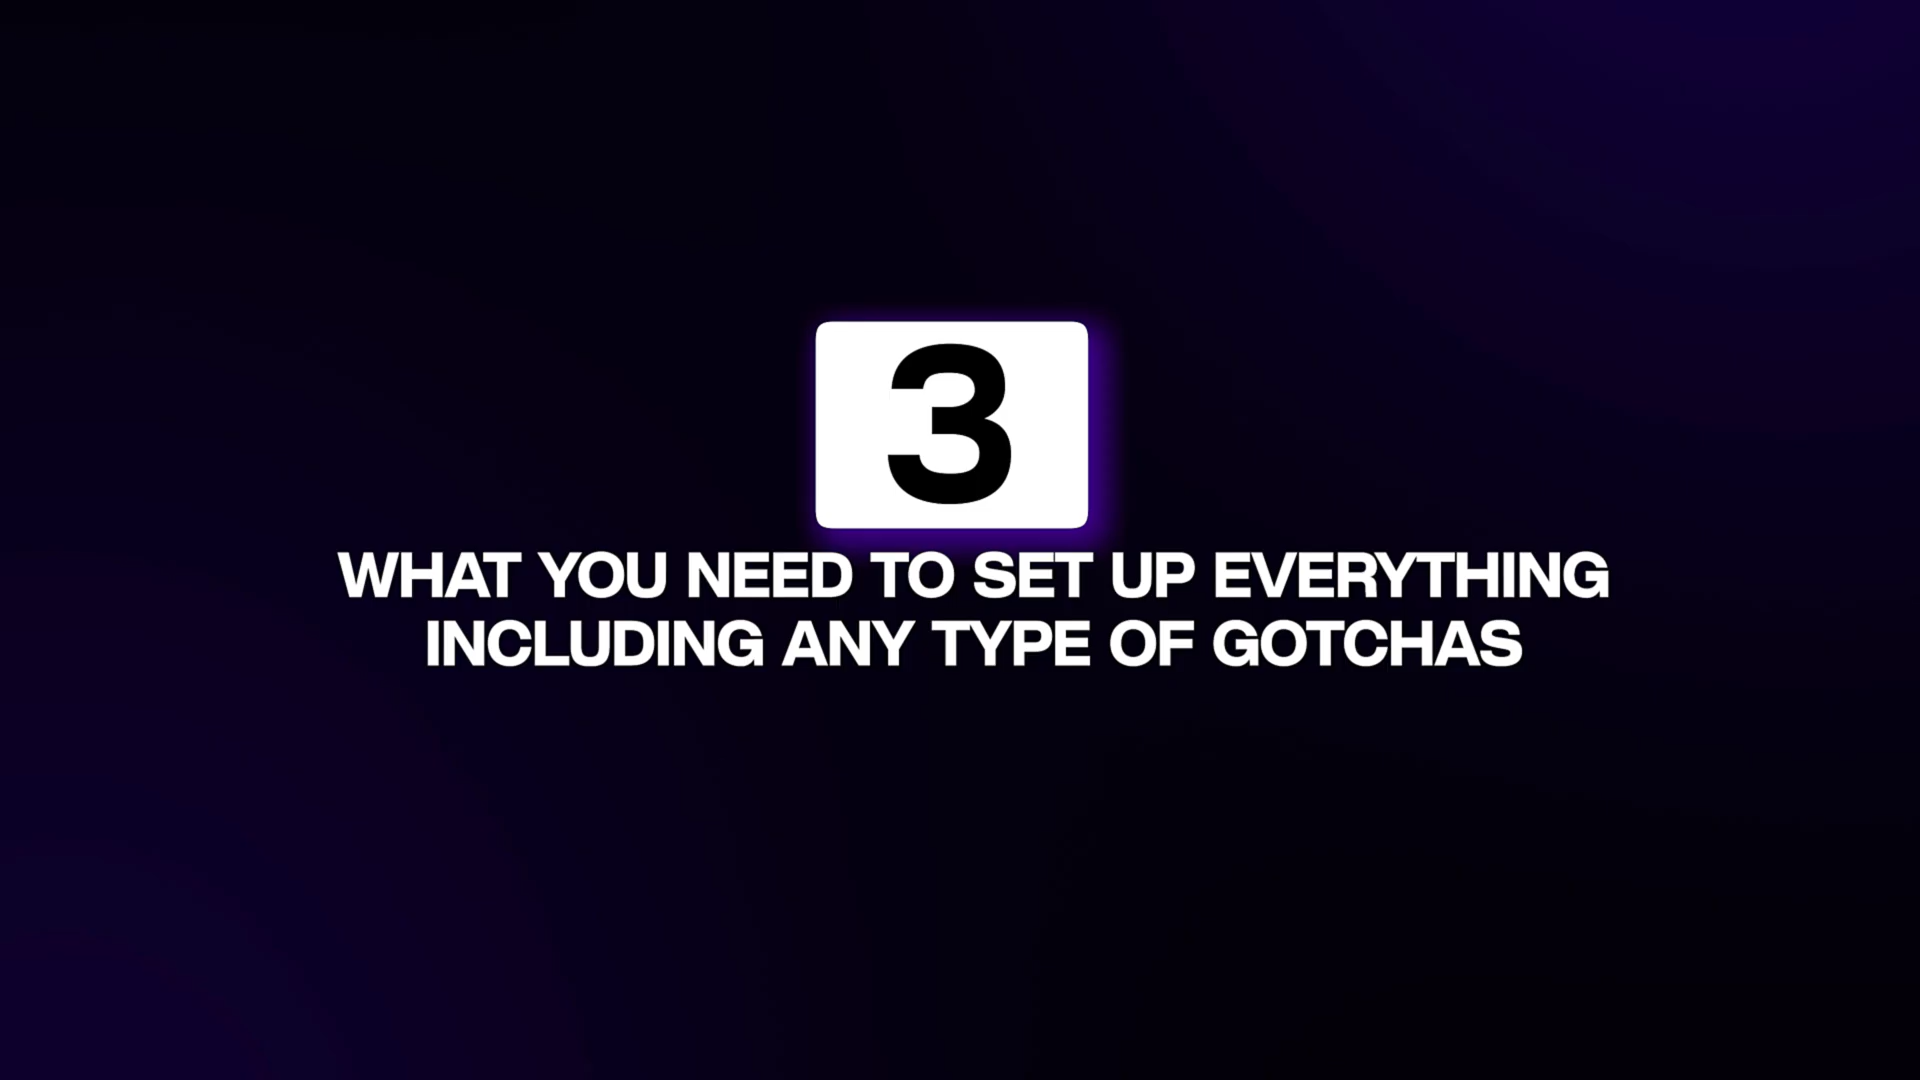 3
WHAT YOU NEED TO SET UP EVERYTHING
INCLUDING ANY TYPE OF GOTCHAS